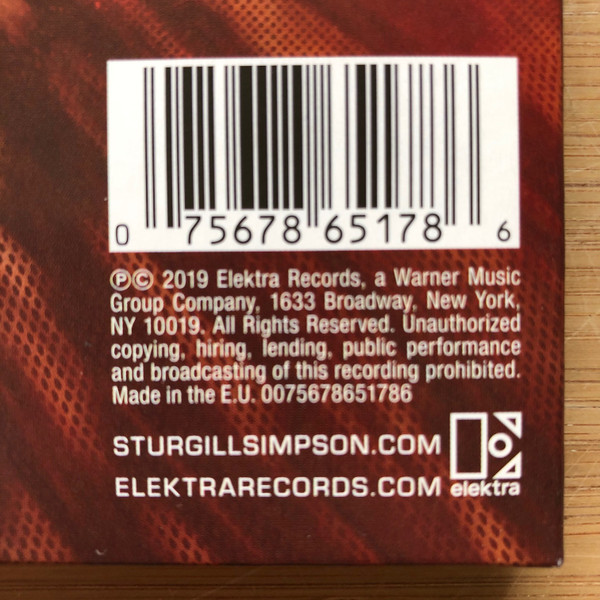 0 75678 65178 6
℗© 2019 Elektra Records, a Warner Music
Group Company, 1633 Broadway, New York,
NY 10019. All Rights Reserved. Unauthorized
copying, hiring, lending, public performance
and broadcasting of this recording prohibited.
Made in the E.U. 0075678651786
STURGILLSIMPSON.COM
ELEKTRARECORDS.COM
elektra